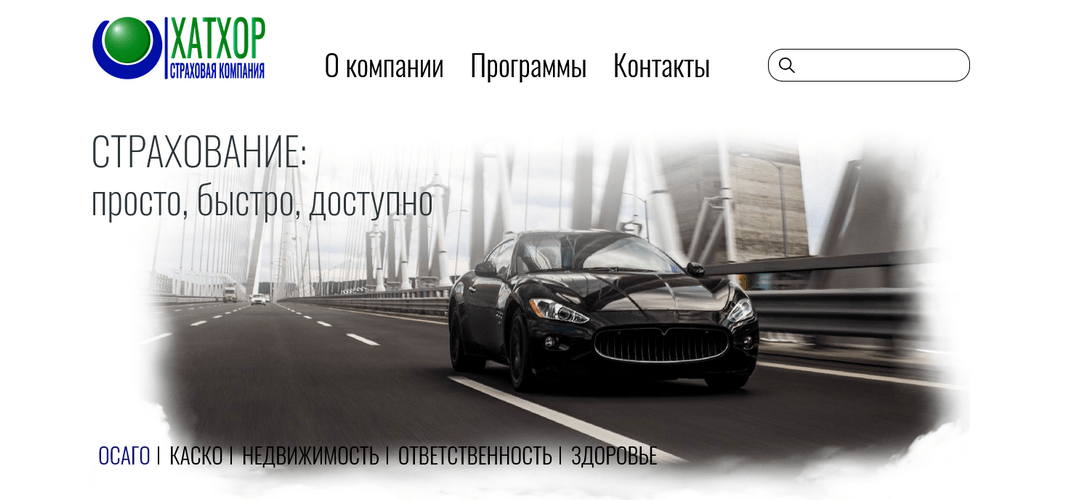 ХАТХОР
СТРАХОВАЯ КОМПАНИЯ
О компании Программы Контакты
СТРАХОВАНИЕ:
просто, быстро, доступно
ОСАГО | КАСКО | НЕДВИЖИМОСТЬ | ОТВЕТСТВЕННОСТЬ | ЗДОРОВЬЕ